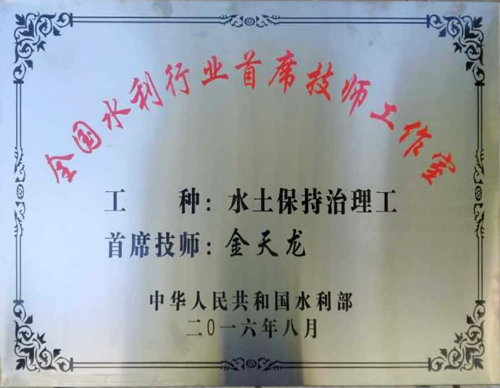 全国水利行业首席技师工作室
工 种：水土保持治理工
首席技师：金天龙
中华人民共和国水利部
二〇一六年八月